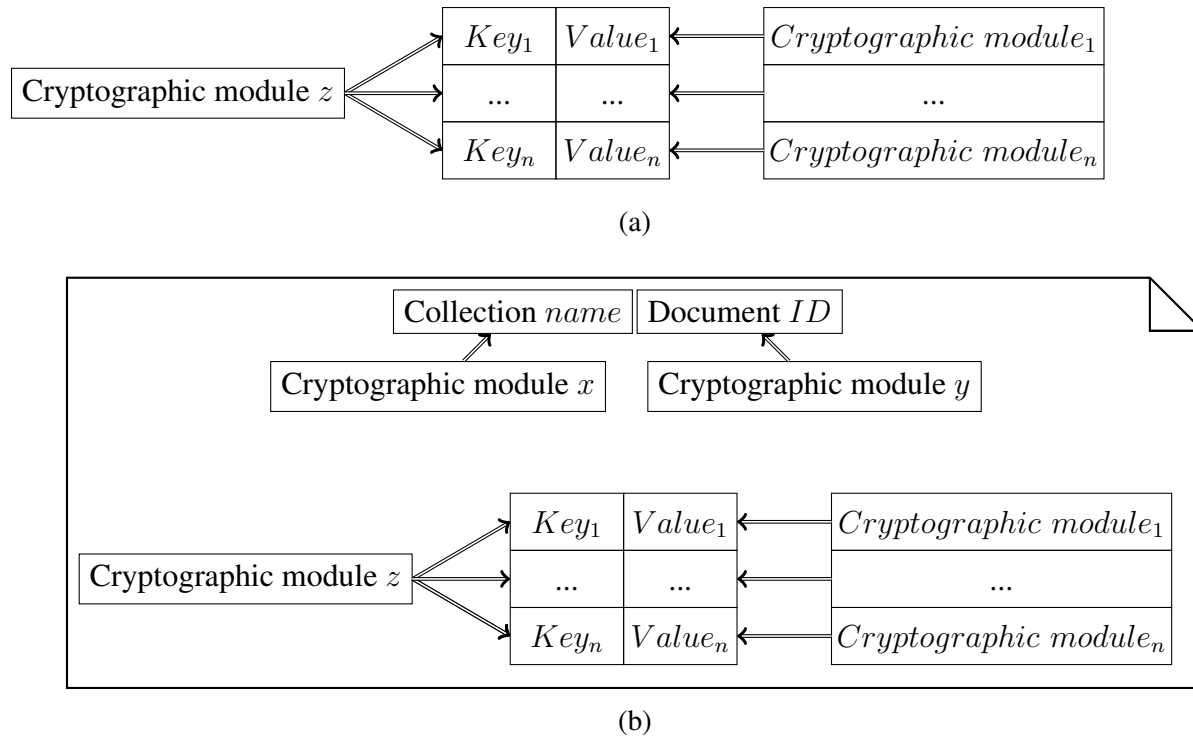 Key₁ Value₁ Cryptographic module₁
Cryptographic module z ... ... ...
Keyₙ Valueₙ Cryptographic moduleₙ
(a)
Collection name Document ID
Cryptographic module x Cryptographic module y
Key₁ Value₁ Cryptographic module₁
Cryptographic module z ... ... ...
Keyₙ Valueₙ Cryptographic moduleₙ
(b)